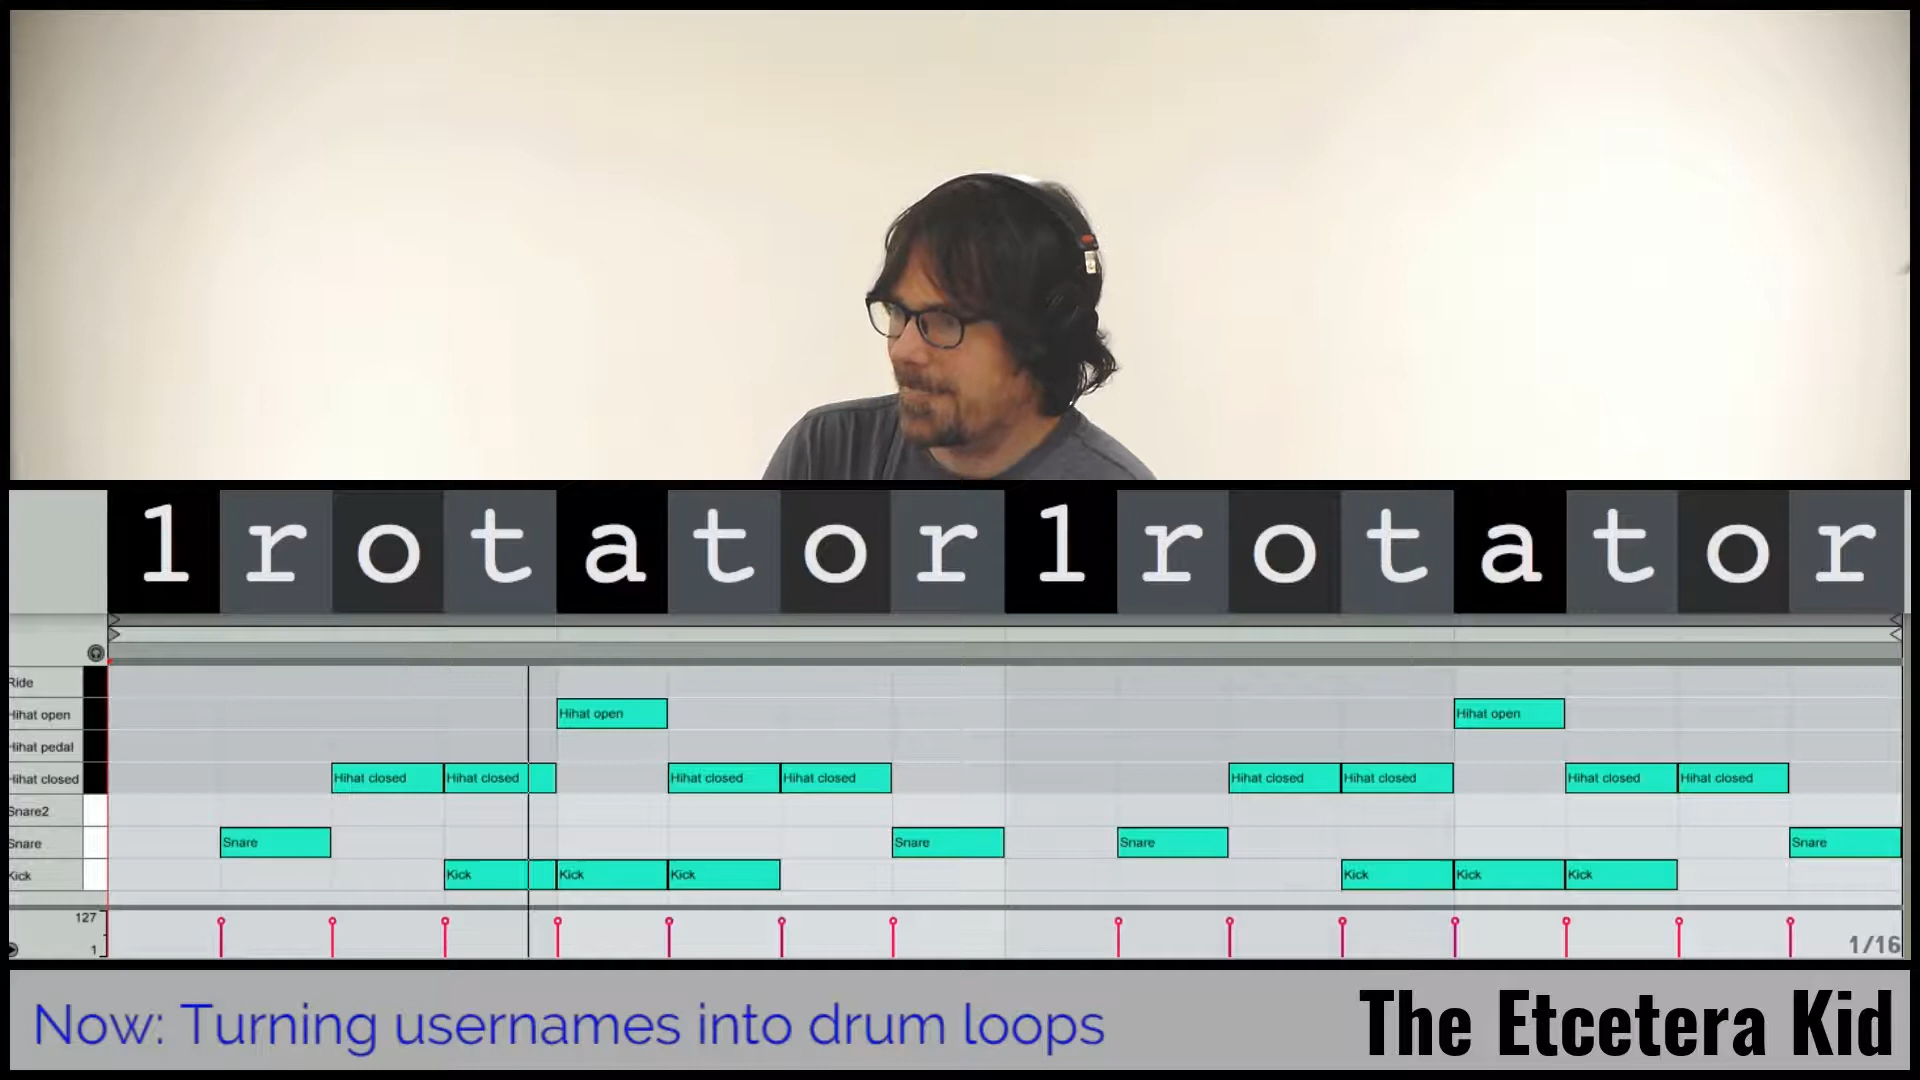 1 r o t a t o r 1 r o t a t o r
Ride
Hihat open Hihat open Hihat open
Hihat pedal
Hihat closed Hihat closed Hihat closed Hihat closed Hihat closed Hihat closed Hihat closed Hihat closed Hihat closed
Snare2
Snare Snare Snare Snare Snare
Kick Kick Kick Kick Kick Kick Kick
127
1
1/16
Now: Turning usernames into drum loops
The Etcetera Kid